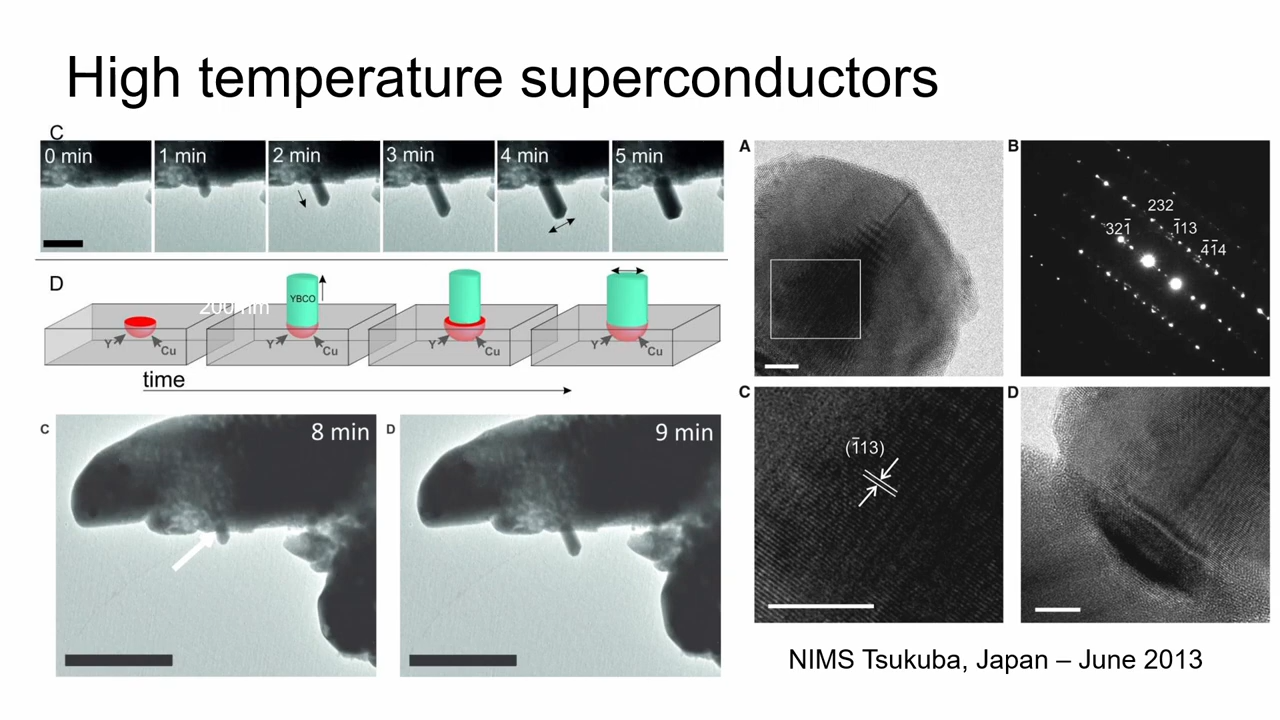 High temperature superconductors
C
0 min 1 min 2 min 3 min 4 min 5 min
D
200 nm
YBCO
Y Cu Y Cu Y Cu Y Cu
time
C 8 min D 9 min
A B
232
321̄ 1̄13
4̄1̄4
C D
(1̄13)
NIMS Tsukuba, Japan – June 2013